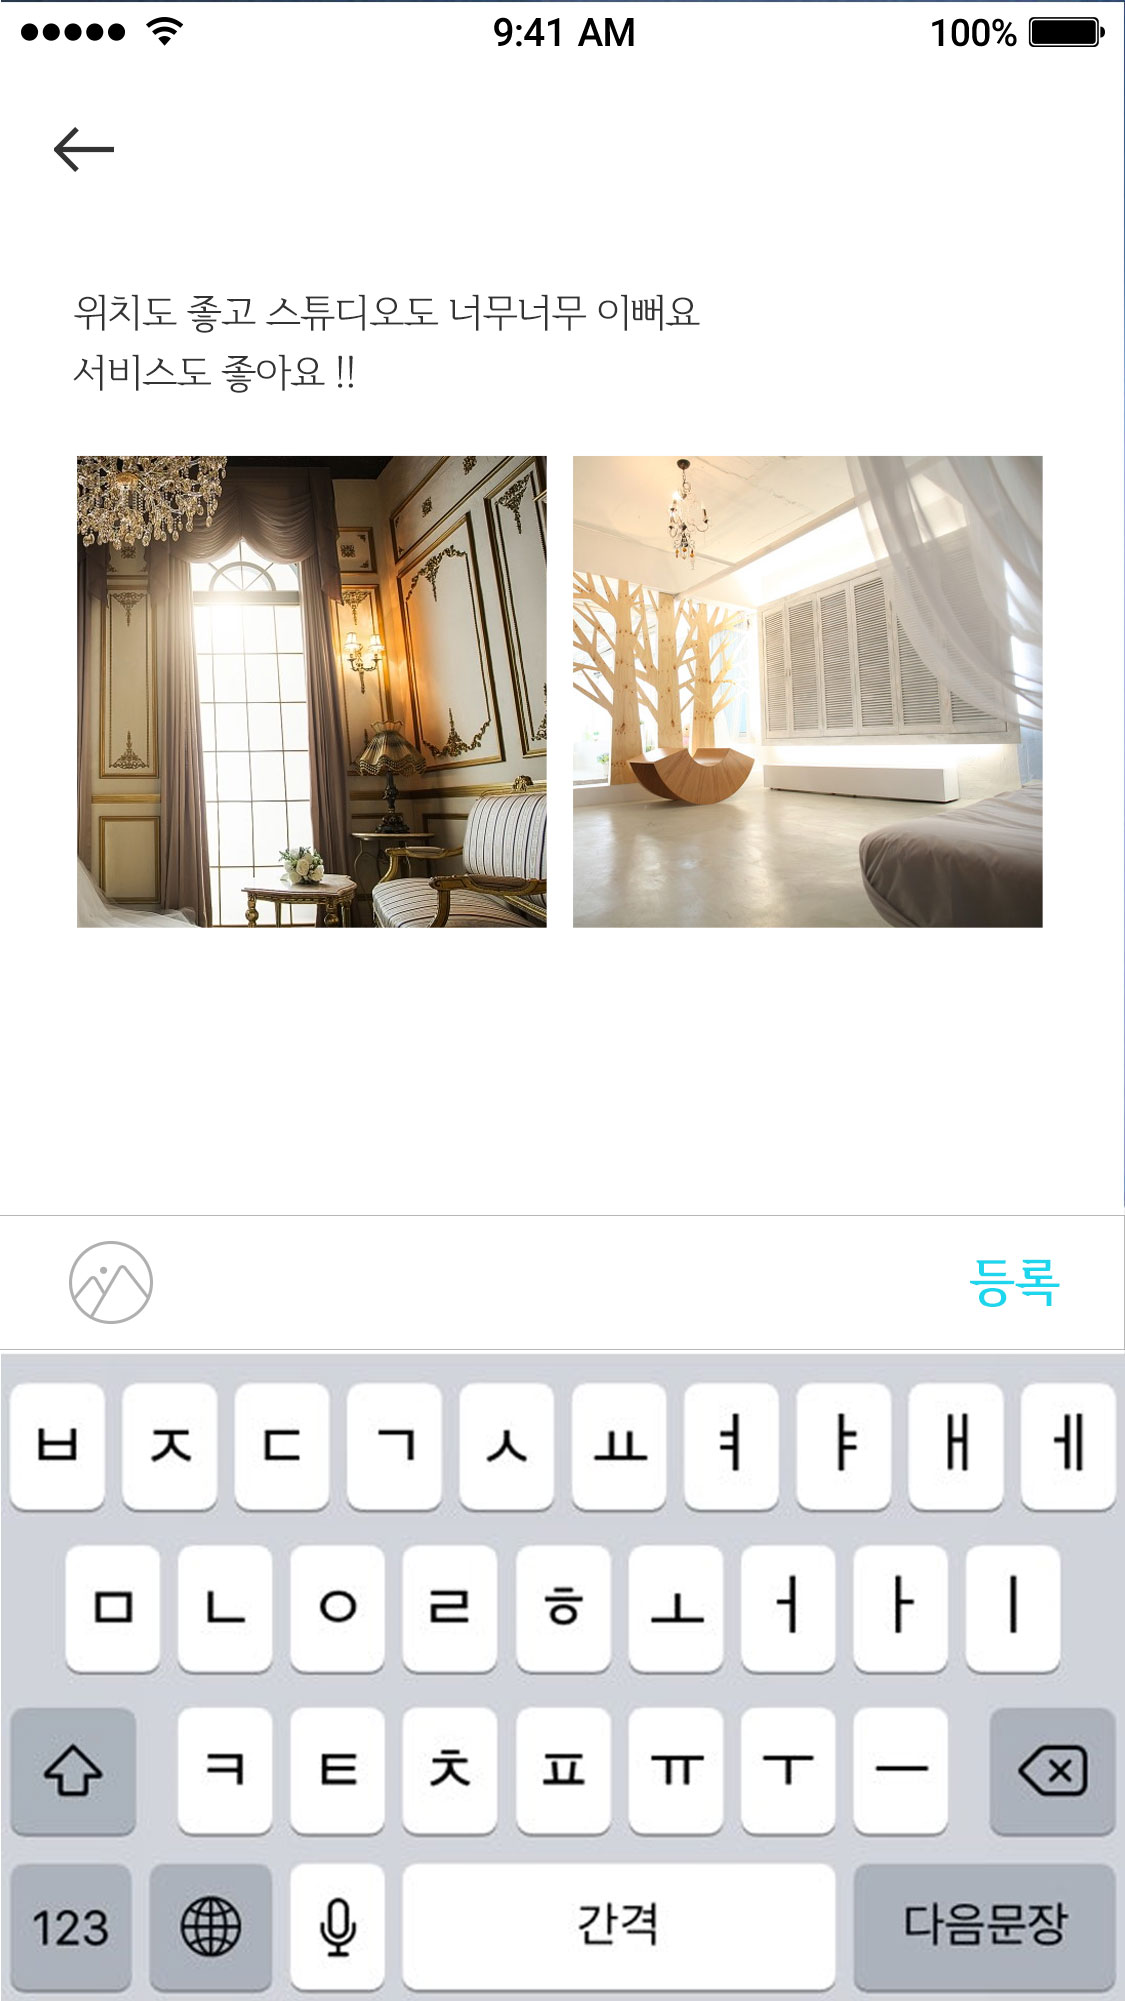 9:41 AM
100%
위치도 좋고 스튜디오도 너무너무 이뻐요
서비스도 좋아요 !!
등록
ㅂ ㅈ ㄷ ㄱ ㅅ ㅛ ㅕ ㅑ ㅐ ㅔ
ㅁ ㄴ ㅇ ㄹ ㅎ ㅗ ㅓ ㅏ ㅣ
ㅋ ㅌ ㅊ ㅍ ㅠ ㅜ ㅡ
123 간격 다음문장